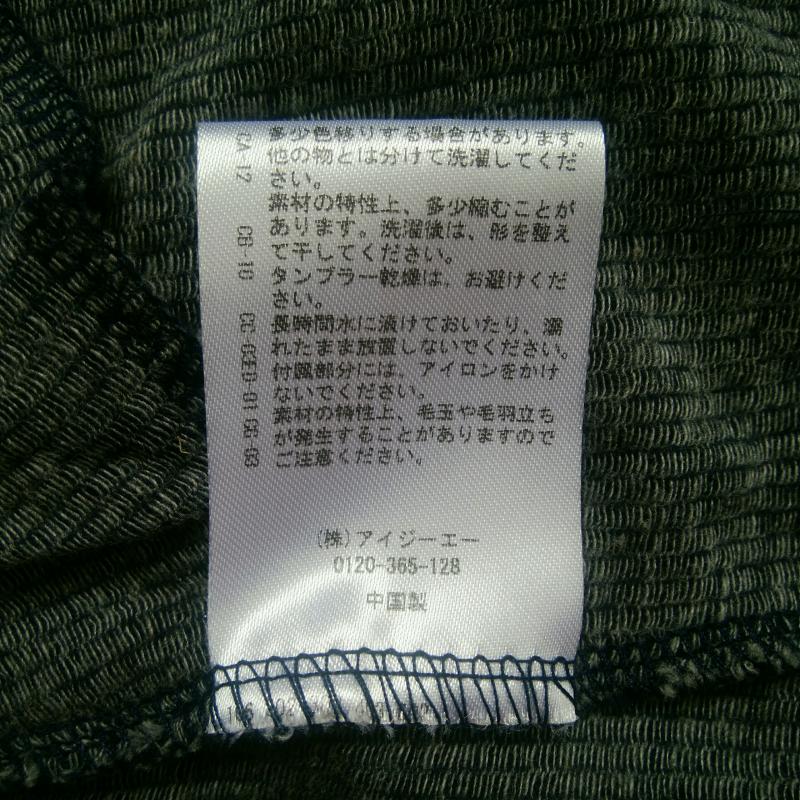 多少色移りする場合があります。
他の物とは分けて洗濯してくだ
さい。
素材の特性上、多少縮むことが
あります。洗濯後は、形を整え
て干してください。
タンブラー乾燥は、お避けくだ
さい。
長時間水に漬けておいたり、濡
れたまま放置しないでください。
付属部分には、アイロンをかけ
ないでください。
素材の特性上、毛玉や毛羽立ち
が発生することがありますので
ご注意ください。
(株)アイジーエー
0120-365-128
中国製
CA 12
CB 10